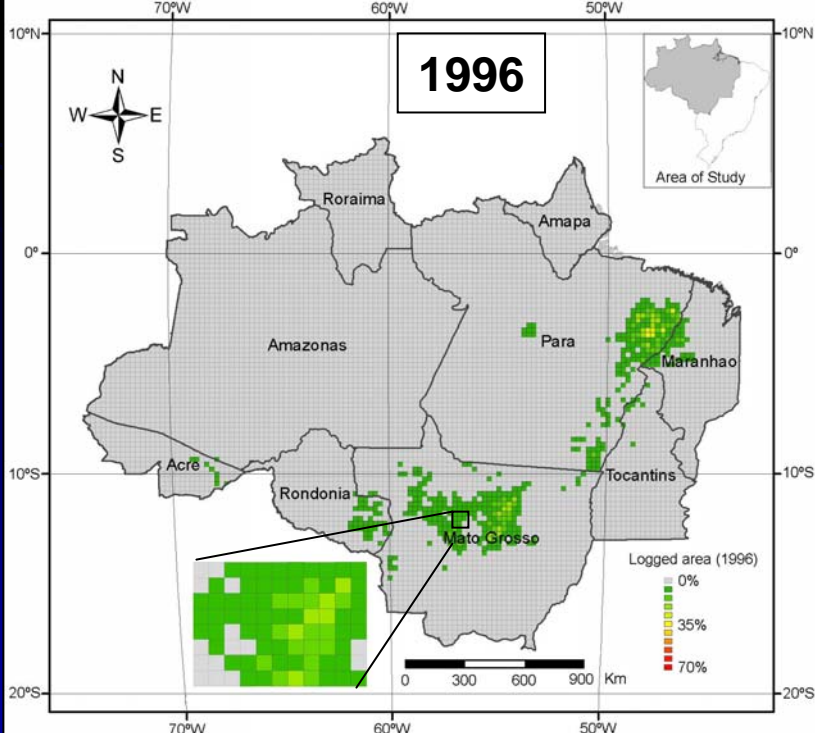 70ºW 60ºW 50ºW
10ºN 10ºN
1996
N
W E
S
Area of Study
Roraima
Amapa
0º 0º
Amazonas
Para
Maranhao
Acre
10ºS 10ºS
Tocantins
Rondonia
Mato Grosso
Logged area (1996)
0%
35%
70%
0 300 600 900 Km
20ºS 20ºS
70ºW 60ºW 50ºW